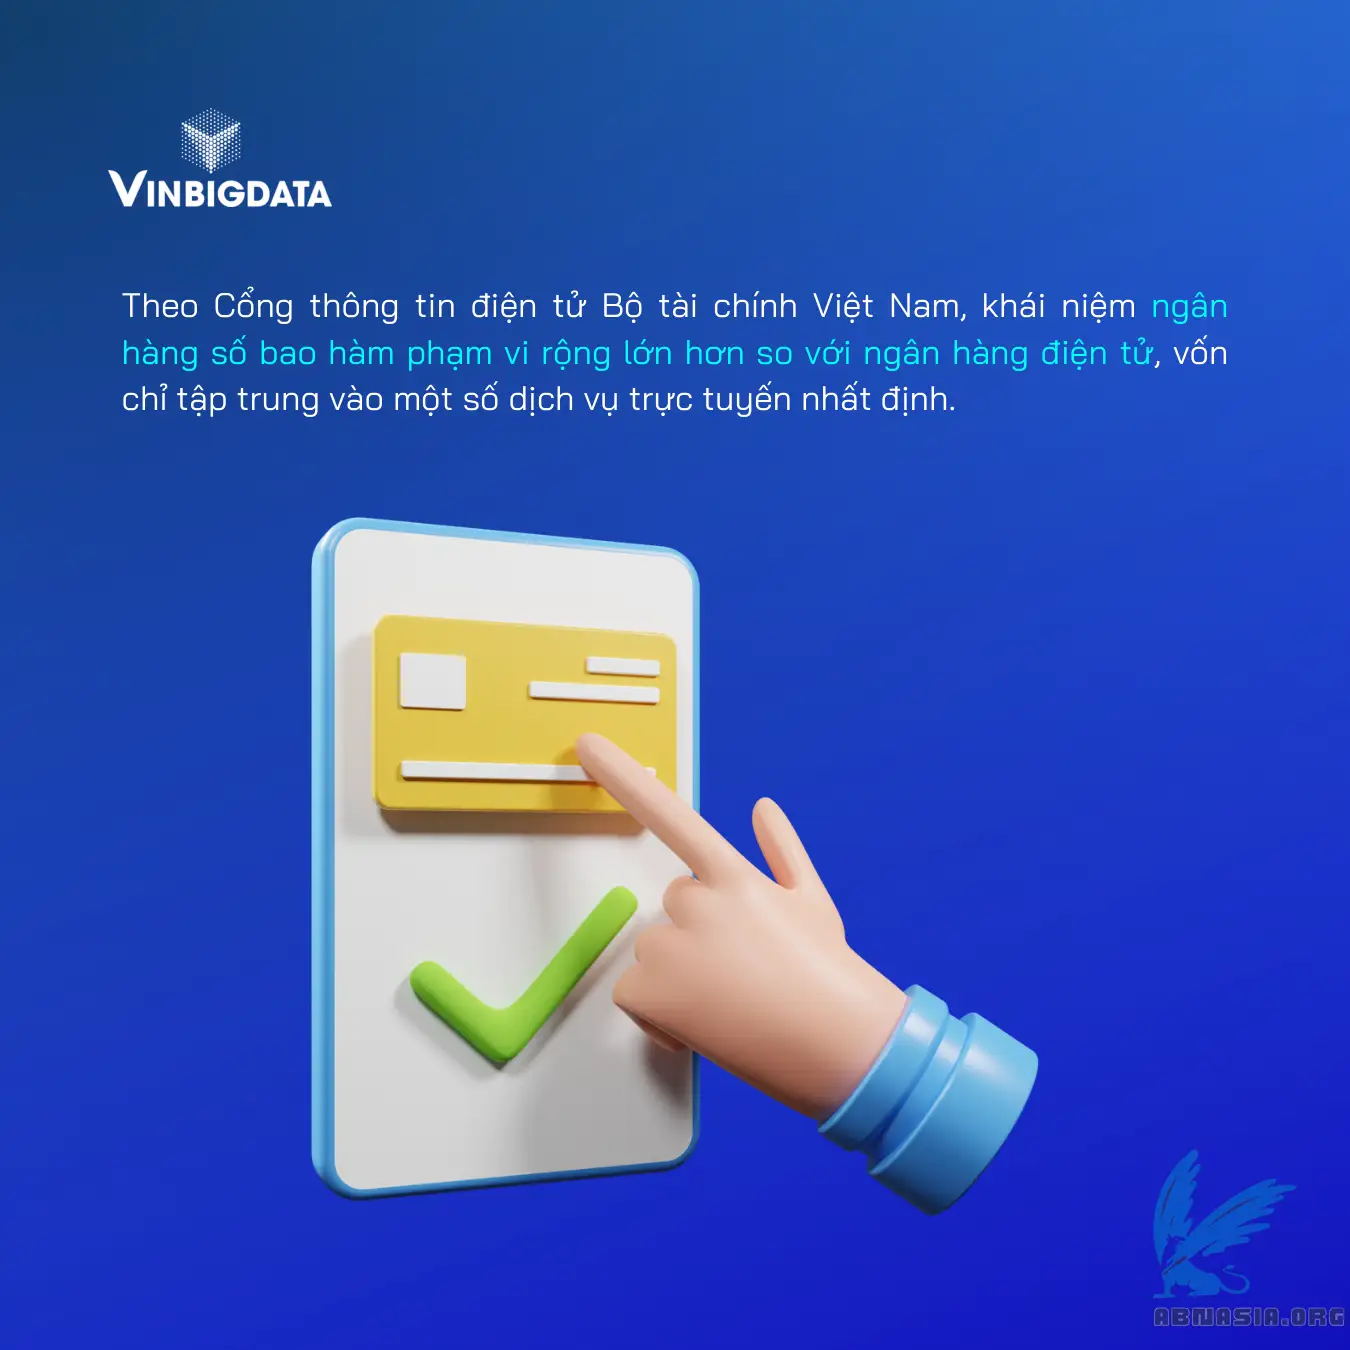 VINBIGDATA
Theo Cổng thông tin điện tử Bộ tài chính Việt Nam, khái niệm ngân
hàng số bao hàm phạm vi rộng lớn hơn so với ngân hàng điện tử, vốn
chỉ tập trung vào một số dịch vụ trực tuyến nhất định.
ABNASIA.ORG